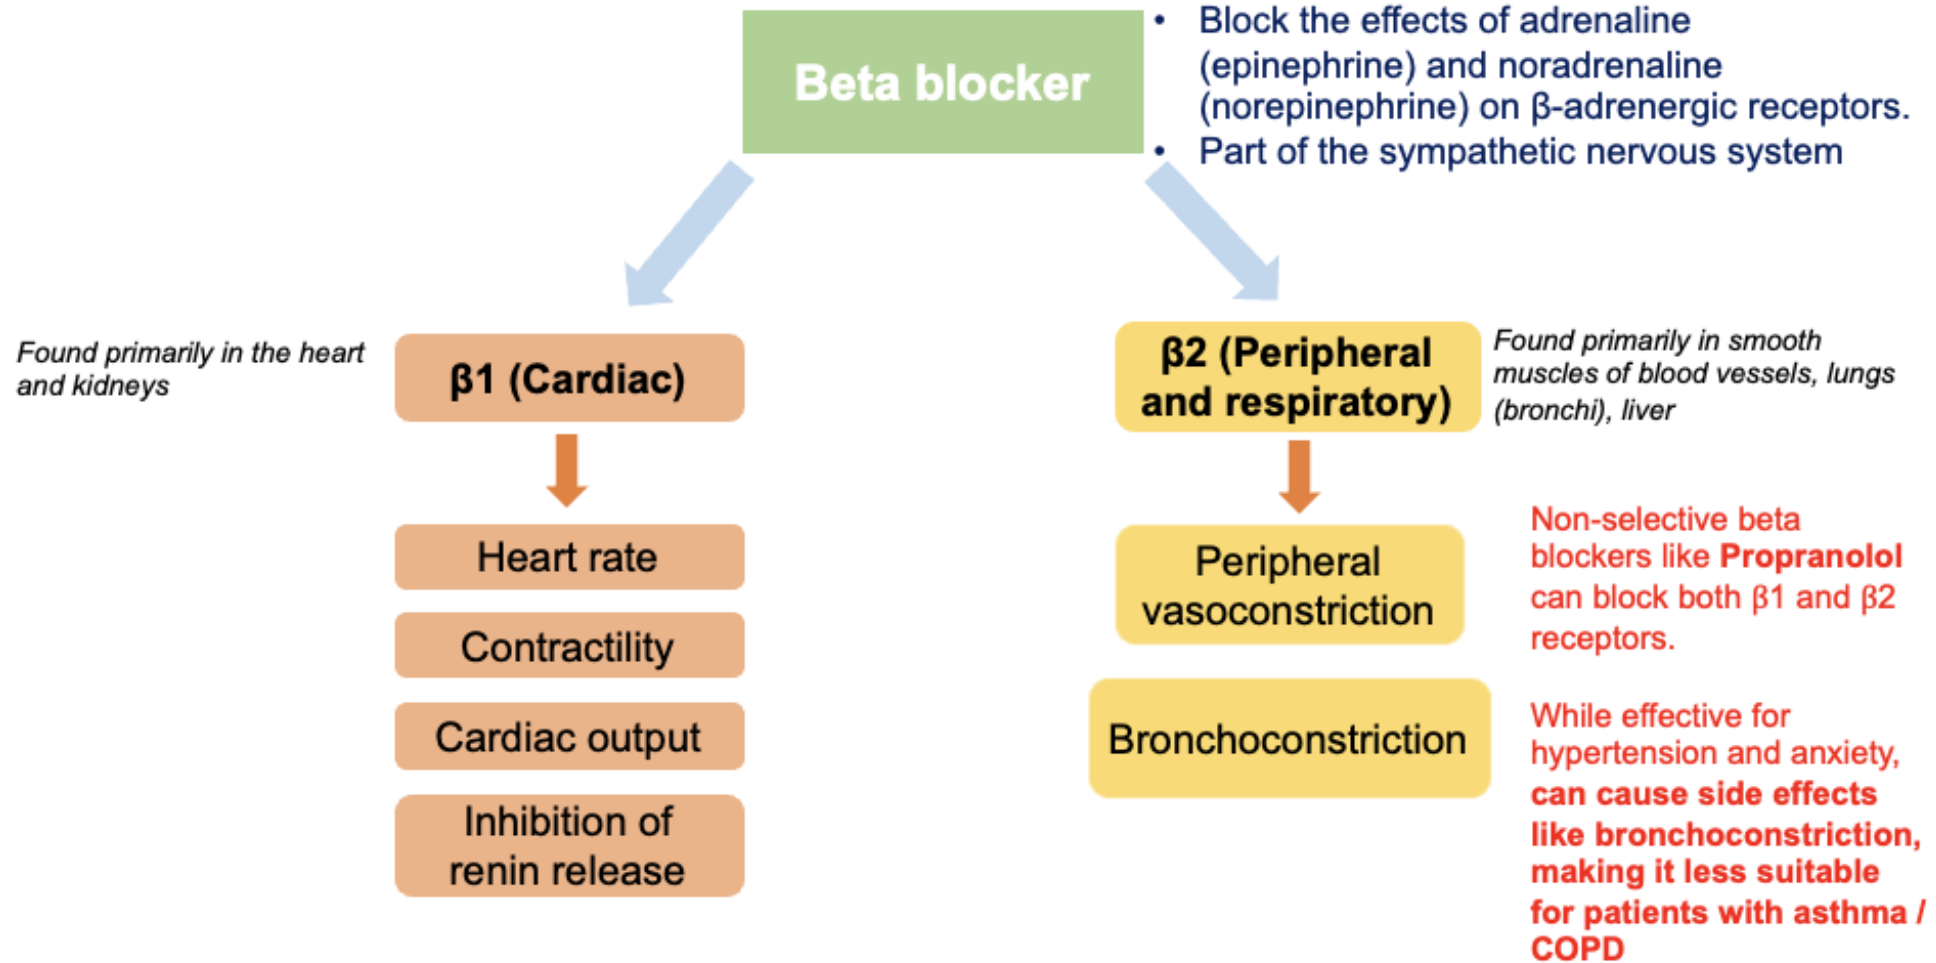 Beta blocker
• Block the effects of adrenaline
(epinephrine) and noradrenaline
(norepinephrine) on β-adrenergic receptors.
• Part of the sympathetic nervous system
Found primarily in the heart
and kidneys
β1 (Cardiac)
β2 (Peripheral
and respiratory)
Found primarily in smooth
muscles of blood vessels, lungs
(bronchi), liver
Heart rate
Contractility
Cardiac output
Inhibition of
renin release
Peripheral
vasoconstriction
Bronchoconstriction
Non-selective beta
blockers like Propranolol
can block both β1 and β2
receptors.
While effective for
hypertension and anxiety,
can cause side effects
like bronchoconstriction,
making it less suitable
for patients with asthma /
COPD